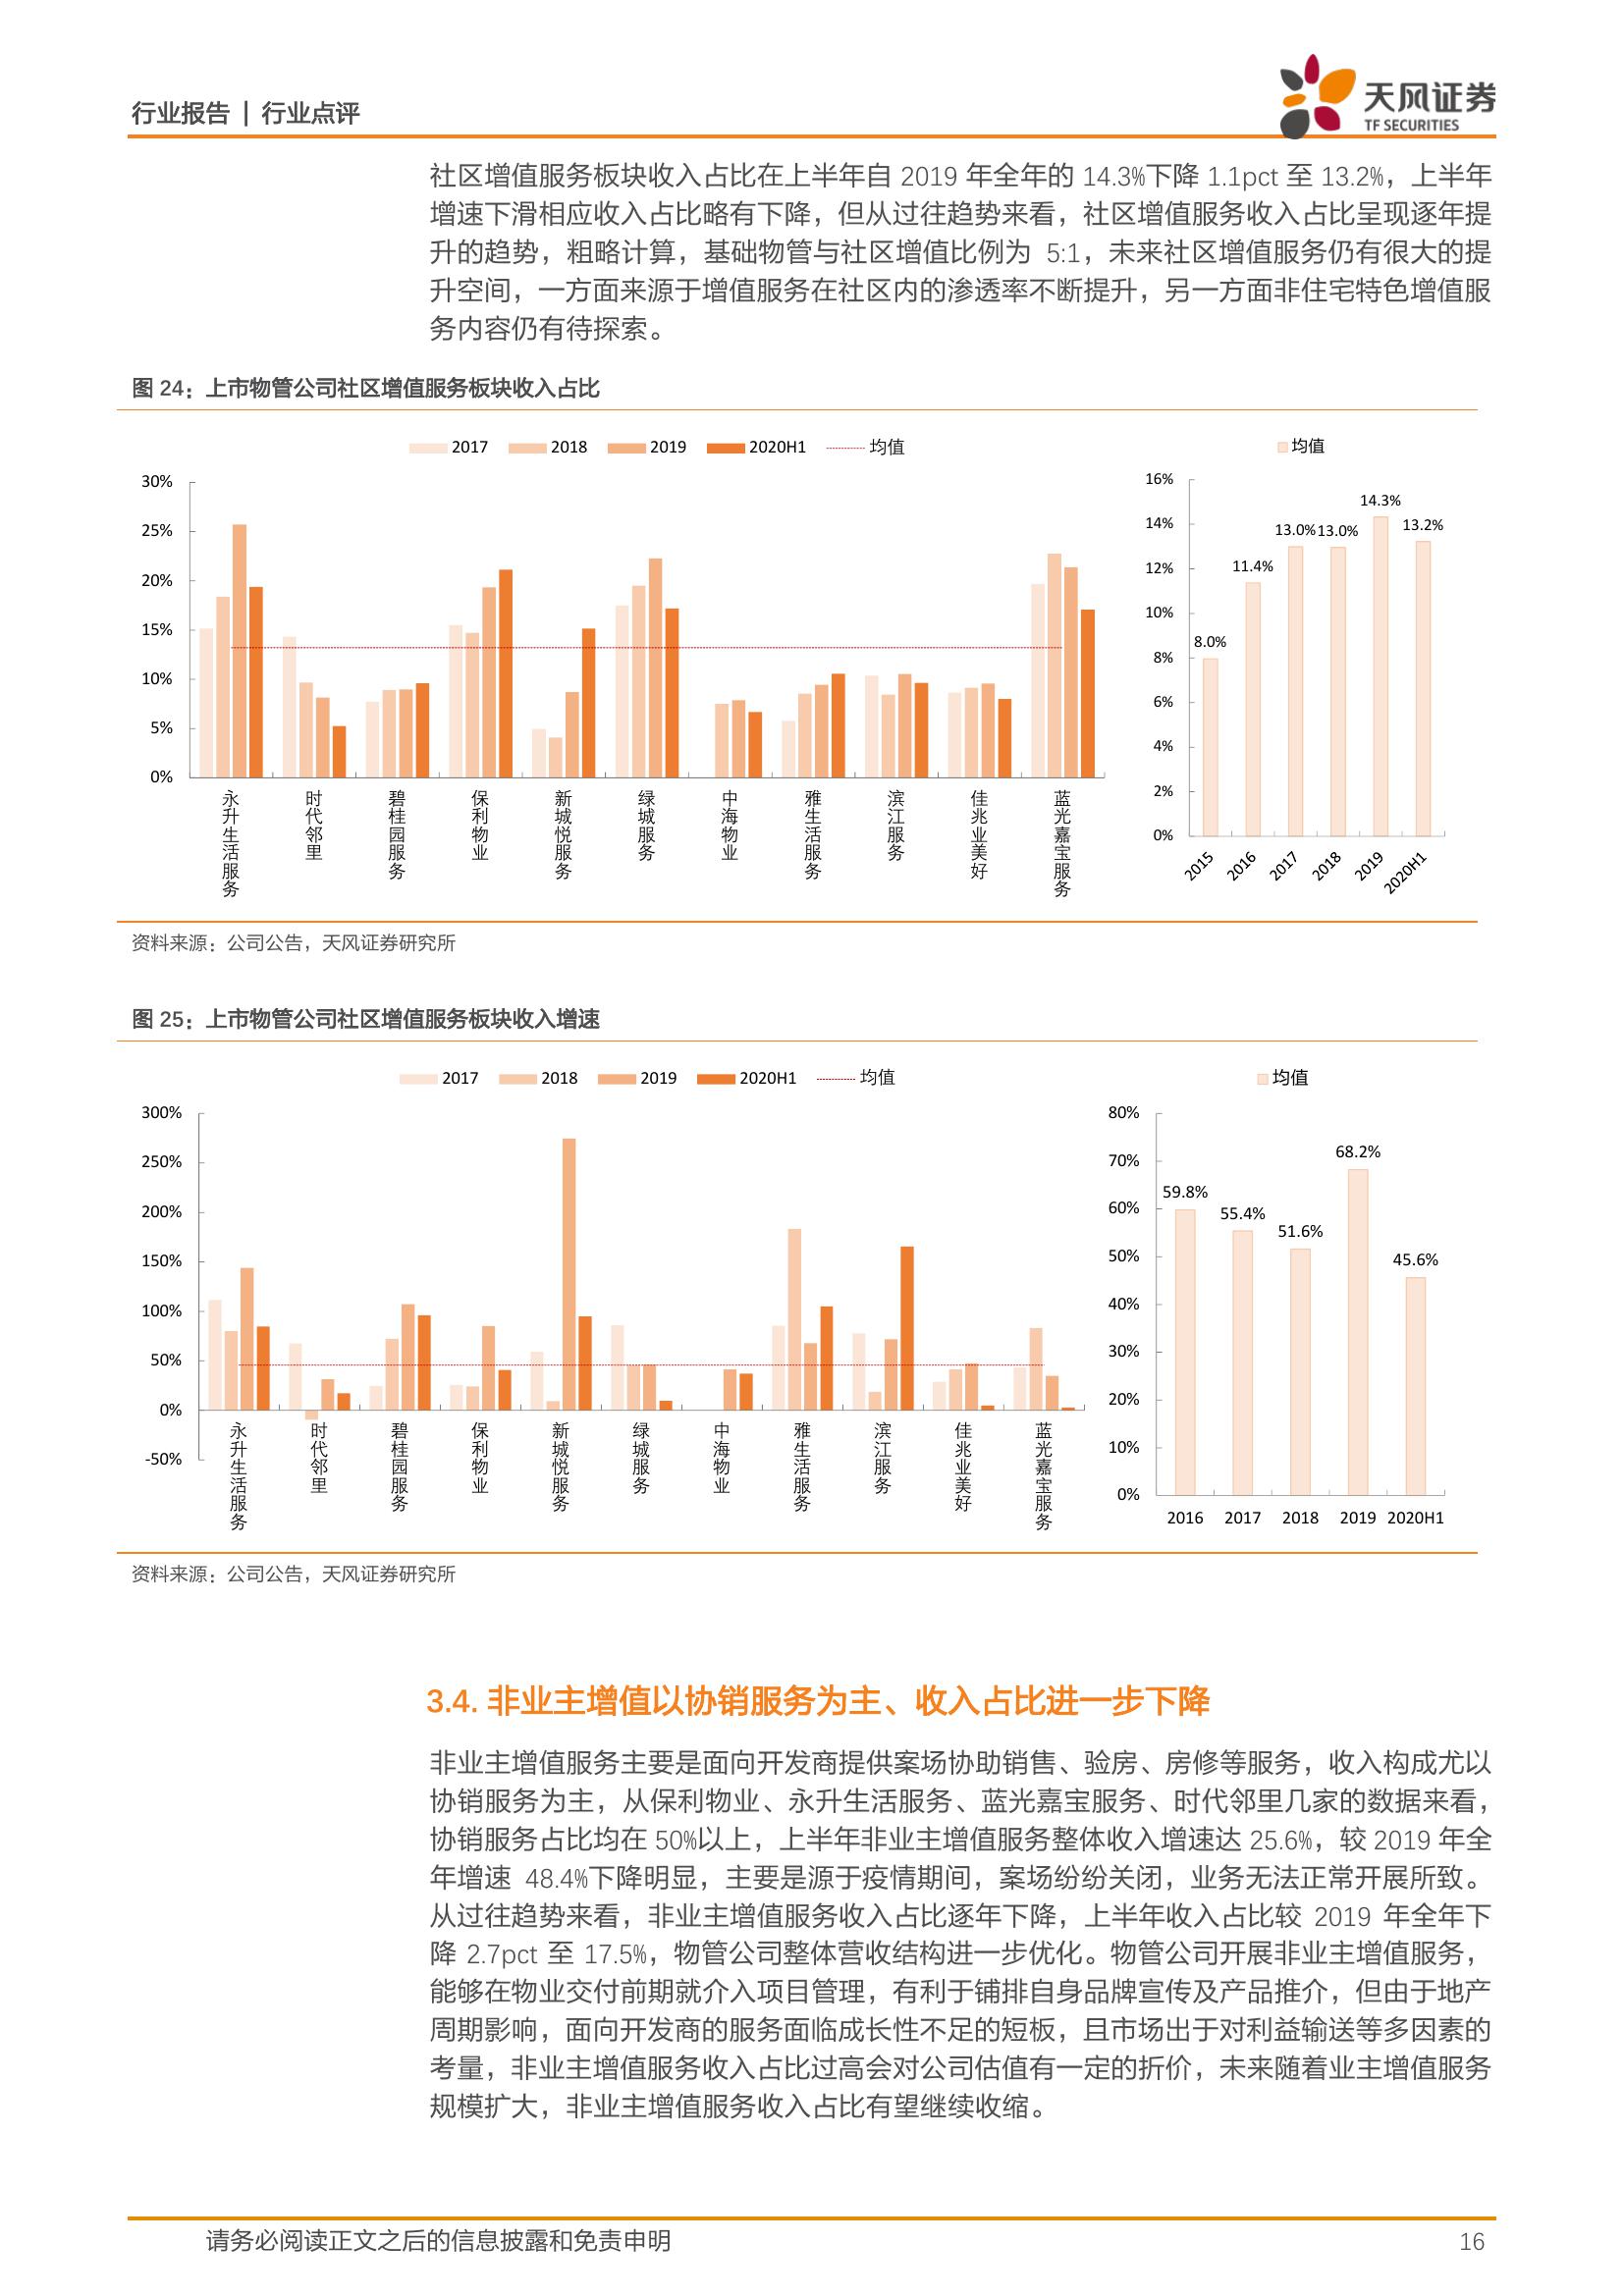 行业报告 | 行业点评
天风证券
TF SECURITIES
社区增值服务板块收入占比在上半年自 2019 年全年的 14.3%下降 1.1pct 至 13.2%，上半年
增速下滑相应收入占比略有下降，但从过往趋势来看，社区增值服务收入占比呈现逐年提
升的趋势，粗略计算，基础物管与社区增值比例为 5:1，未来社区增值服务仍有很大的提
升空间，一方面来源于增值服务在社区内的渗透率不断提升，另一方面非住宅特色增值服
务内容仍有待探索。
图 24：上市物管公司社区增值服务板块收入占比
2017 2018 2019 2020H1 均值
30%
25%
20%
15%
10%
5%
0%
永升生活服务
时代邻里
碧桂园服务
保利物业
新城悦服务
绿城服务
中海物业
雅生活服务
滨江服务
佳兆业美好
蓝光嘉宝服务
均值
16%
14%
12%
10%
8%
6%
4%
2%
0%
8.0%
11.4%
13.0%
13.0%
14.3%
13.2%
2015 2016 2017 2018 2019 2020H1
资料来源：公司公告，天风证券研究所
图 25：上市物管公司社区增值服务板块收入增速
2017 2018 2019 2020H1 均值
300%
250%
200%
150%
100%
50%
0%
-50%
永升生活服务
时代邻里
碧桂园服务
保利物业
新城悦服务
绿城服务
中海物业
雅生活服务
滨江服务
佳兆业美好
蓝光嘉宝服务
均值
80%
70%
60%
50%
40%
30%
20%
10%
0%
59.8%
55.4%
51.6%
68.2%
45.6%
2016 2017 2018 2019 2020H1
资料来源：公司公告，天风证券研究所
3.4. 非业主增值以协销服务为主、收入占比进一步下降
非业主增值服务主要是面向开发商提供案场协助销售、验房、房修等服务，收入构成尤以
协销服务为主，从保利物业、永升生活服务、蓝光嘉宝服务、时代邻里几家的数据来看，
协销服务占比均在 50%以上，上半年非业主增值服务整体收入增速达 25.6%，较 2019 年全
年增速 48.4%下降明显，主要是源于疫情期间，案场纷纷关闭，业务无法正常开展所致。
从过往趋势来看，非业主增值服务收入占比逐年下降，上半年收入占比较 2019 年全年下
降 2.7pct 至 17.5%，物管公司整体营收结构进一步优化。物管公司开展非业主增值服务，
能够在物业交付前期就介入项目管理，有利于铺排自身品牌宣传及产品推介，但由于地产
周期影响，面向开发商的服务面临成长性不足的短板，且市场出于对利益输送等多因素的
考量，非业主增值服务收入占比过高会对公司估值有一定的折价，未来随着业主增值服务
规模扩大，非业主增值服务收入占比有望继续收缩。
请务必阅读正文之后的信息披露和免责申明
16